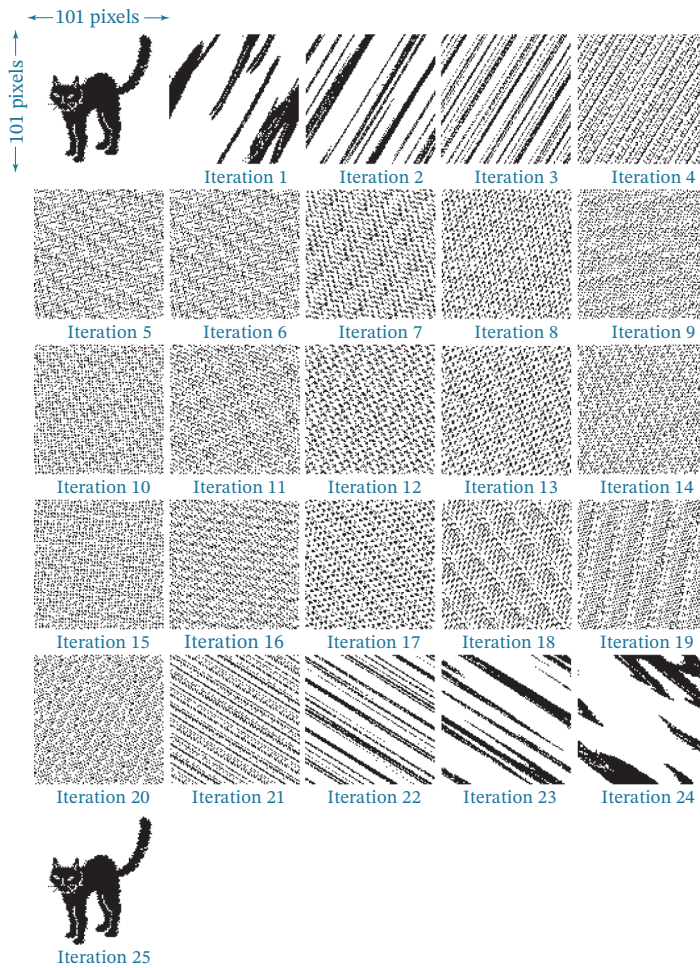 101 pixels
101 pixels
Iteration 1
Iteration 2
Iteration 3
Iteration 4
Iteration 5
Iteration 6
Iteration 7
Iteration 8
Iteration 9
Iteration 10
Iteration 11
Iteration 12
Iteration 13
Iteration 14
Iteration 15
Iteration 16
Iteration 17
Iteration 18
Iteration 19
Iteration 20
Iteration 21
Iteration 22
Iteration 23
Iteration 24
Iteration 25